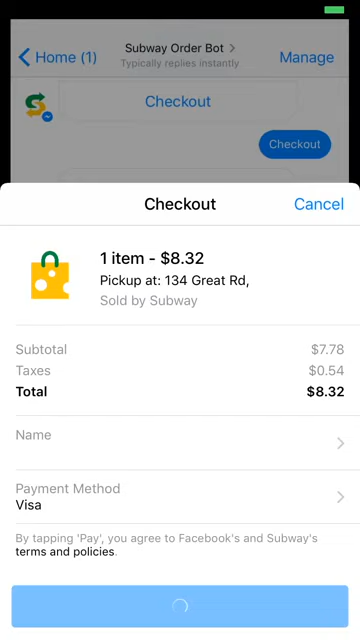 Home (1)
Subway Order Bot
Typically replies instantly
Manage
Checkout
Checkout
Checkout
Cancel
1 item - $8.32
Pickup at: 134 Great Rd,
Sold by Subway
Subtotal $7.78
Taxes $0.54
Total $8.32
Name
Payment Method
Visa
By tapping 'Pay', you agree to Facebook's and Subway's
terms and policies.